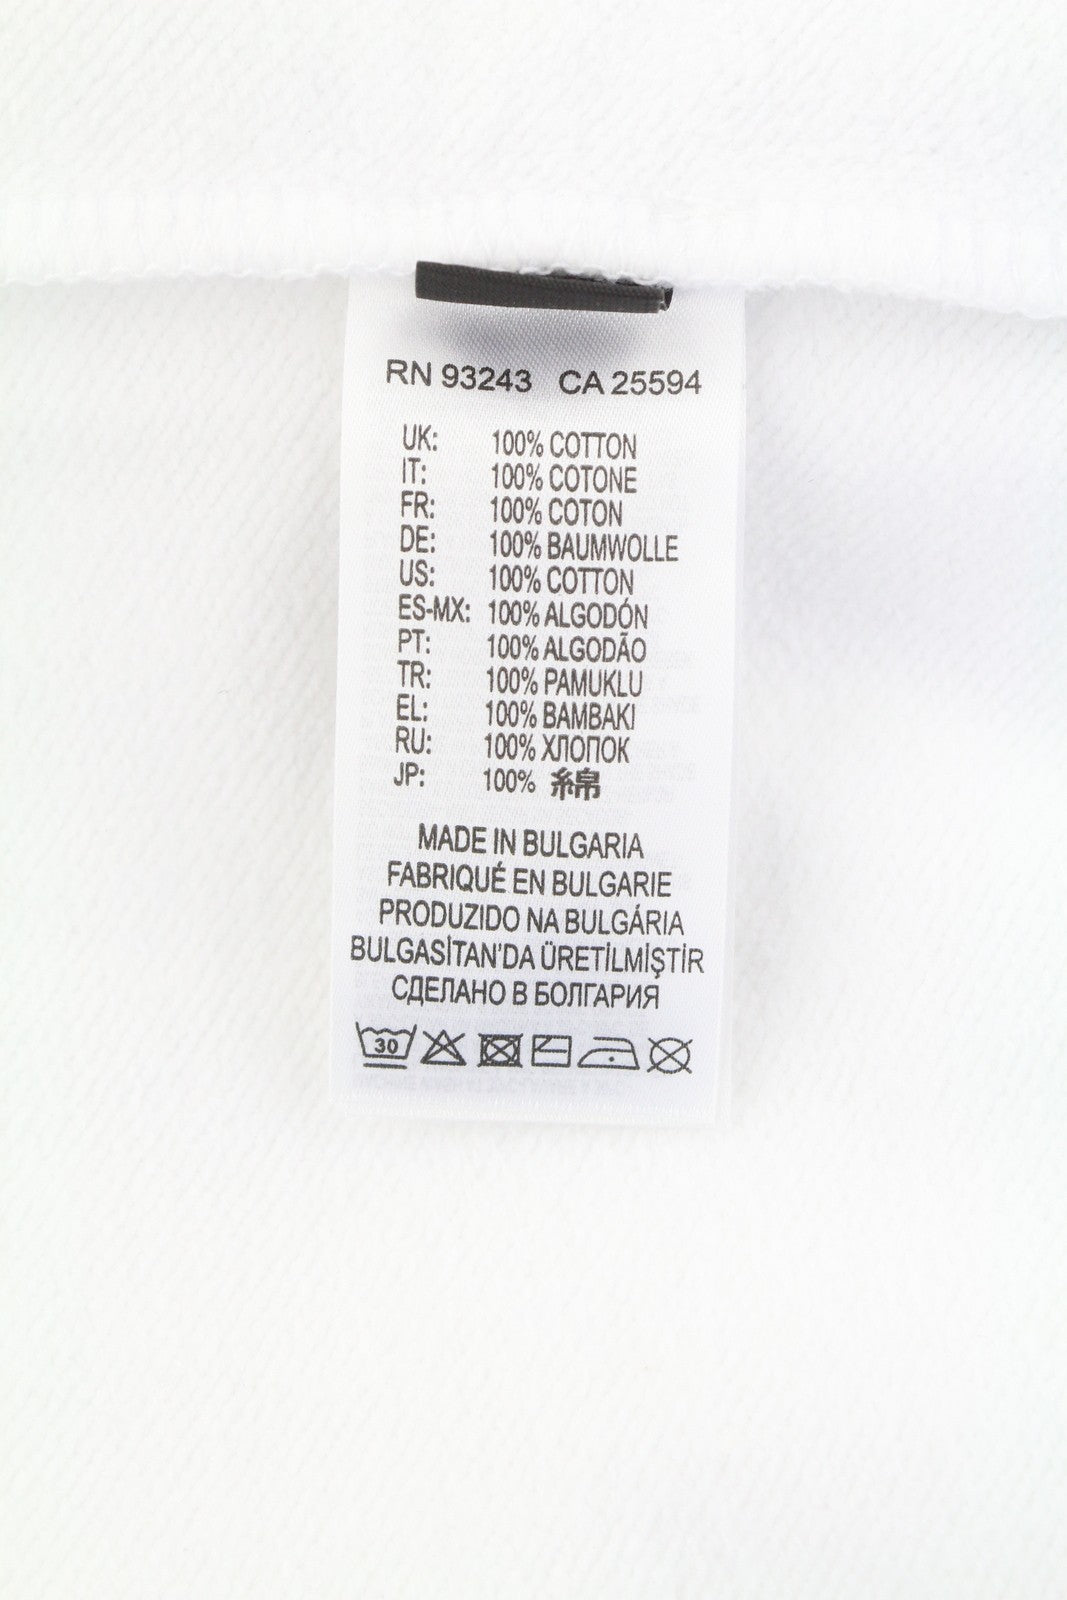 RN 93243 CA 25594
UK: 100% COTTON
IT: 100% COTONE
FR: 100% COTON
DE: 100% BAUMWOLLE
US: 100% COTTON
ES-MX: 100% ALGODÓN
PT: 100% ALGODÃO
TR: 100% PAMUKLU
EL: 100% BAMBAKI
RU: 100% ХЛОПОК
JP: 100% 綿
MADE IN BULGARIA
FABRIQUÉ EN BULGARIE
PRODUZIDO NA BULGÁRIA
BULGASİTAN'DA ÜRETİLMİŞTİR
СДЕЛАНО В БОЛГАРИЯ
30